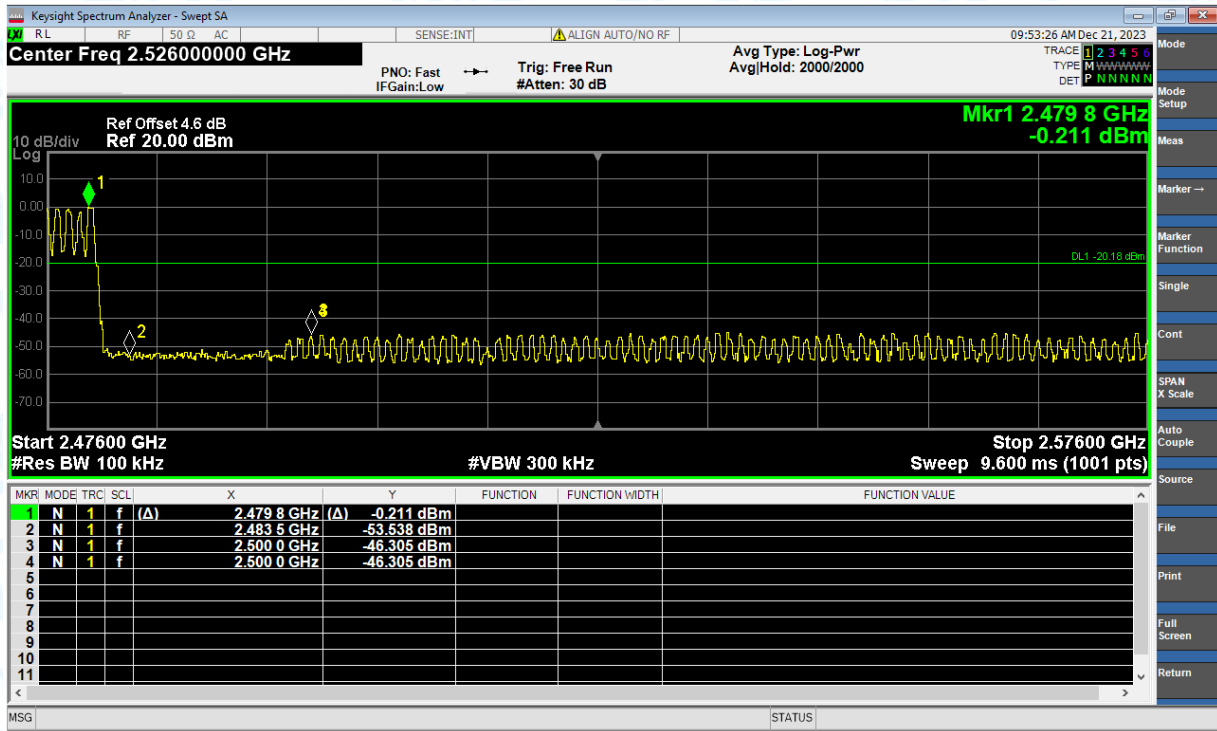 Keysight Spectrum Analyzer - Swept SA
LXI RL RF 50 Ω AC SENSE:INT ALIGN AUTO/NO RF 09:53:26 AM Dec 21, 2023
Center Freq 2.526000000 GHz
PNO: Fast
IFGain:Low
Trig: Free Run
#Atten: 30 dB
Avg Type: Log-Pwr
Avg|Hold: 2000/2000
TRACE 1 2 3 4 5 6
TYPE M WWWWW
DET P N N N N N
Mkr1 2.479 8 GHz
-0.211 dBm
Ref Offset 4.6 dB
10 dB/div Ref 20.00 dBm
Log
10.0
0.00
-10.0
-20.0
-30.0
-40.0
-50.0
-60.0
-70.0
1
2
DL1 -20.18 dBm
Start 2.47600 GHz Stop 2.57600 GHz
#Res BW 100 kHz #VBW 300 kHz Sweep 9.600 ms (1001 pts)
MKR MODE TRC SCL X Y FUNCTION FUNCTION WIDTH FUNCTION VALUE
1 N 1 f (Δ) 2.479 8 GHz (Δ) -0.211 dBm
2 N 1 f 2.483 5 GHz -53.538 dBm
3 N 1 f 2.500 0 GHz -46.305 dBm
4 N 1 f 2.500 0 GHz -46.305 dBm
5
6
7
8
9
10
11
MSG STATUS
Mode
Mode
Setup
Meas
Marker →
Marker
Function
Single
Cont
SPAN
X Scale
Auto
Couple
Source
File
Print
Full
Screen
Return